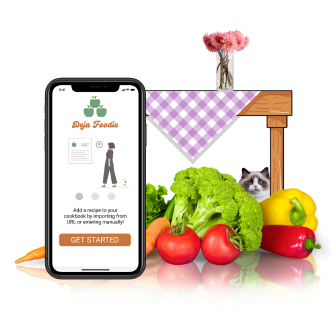 Deja Foodie
Add a recipe to your
cookbook by importing from
URL or entering manually!
GET STARTED